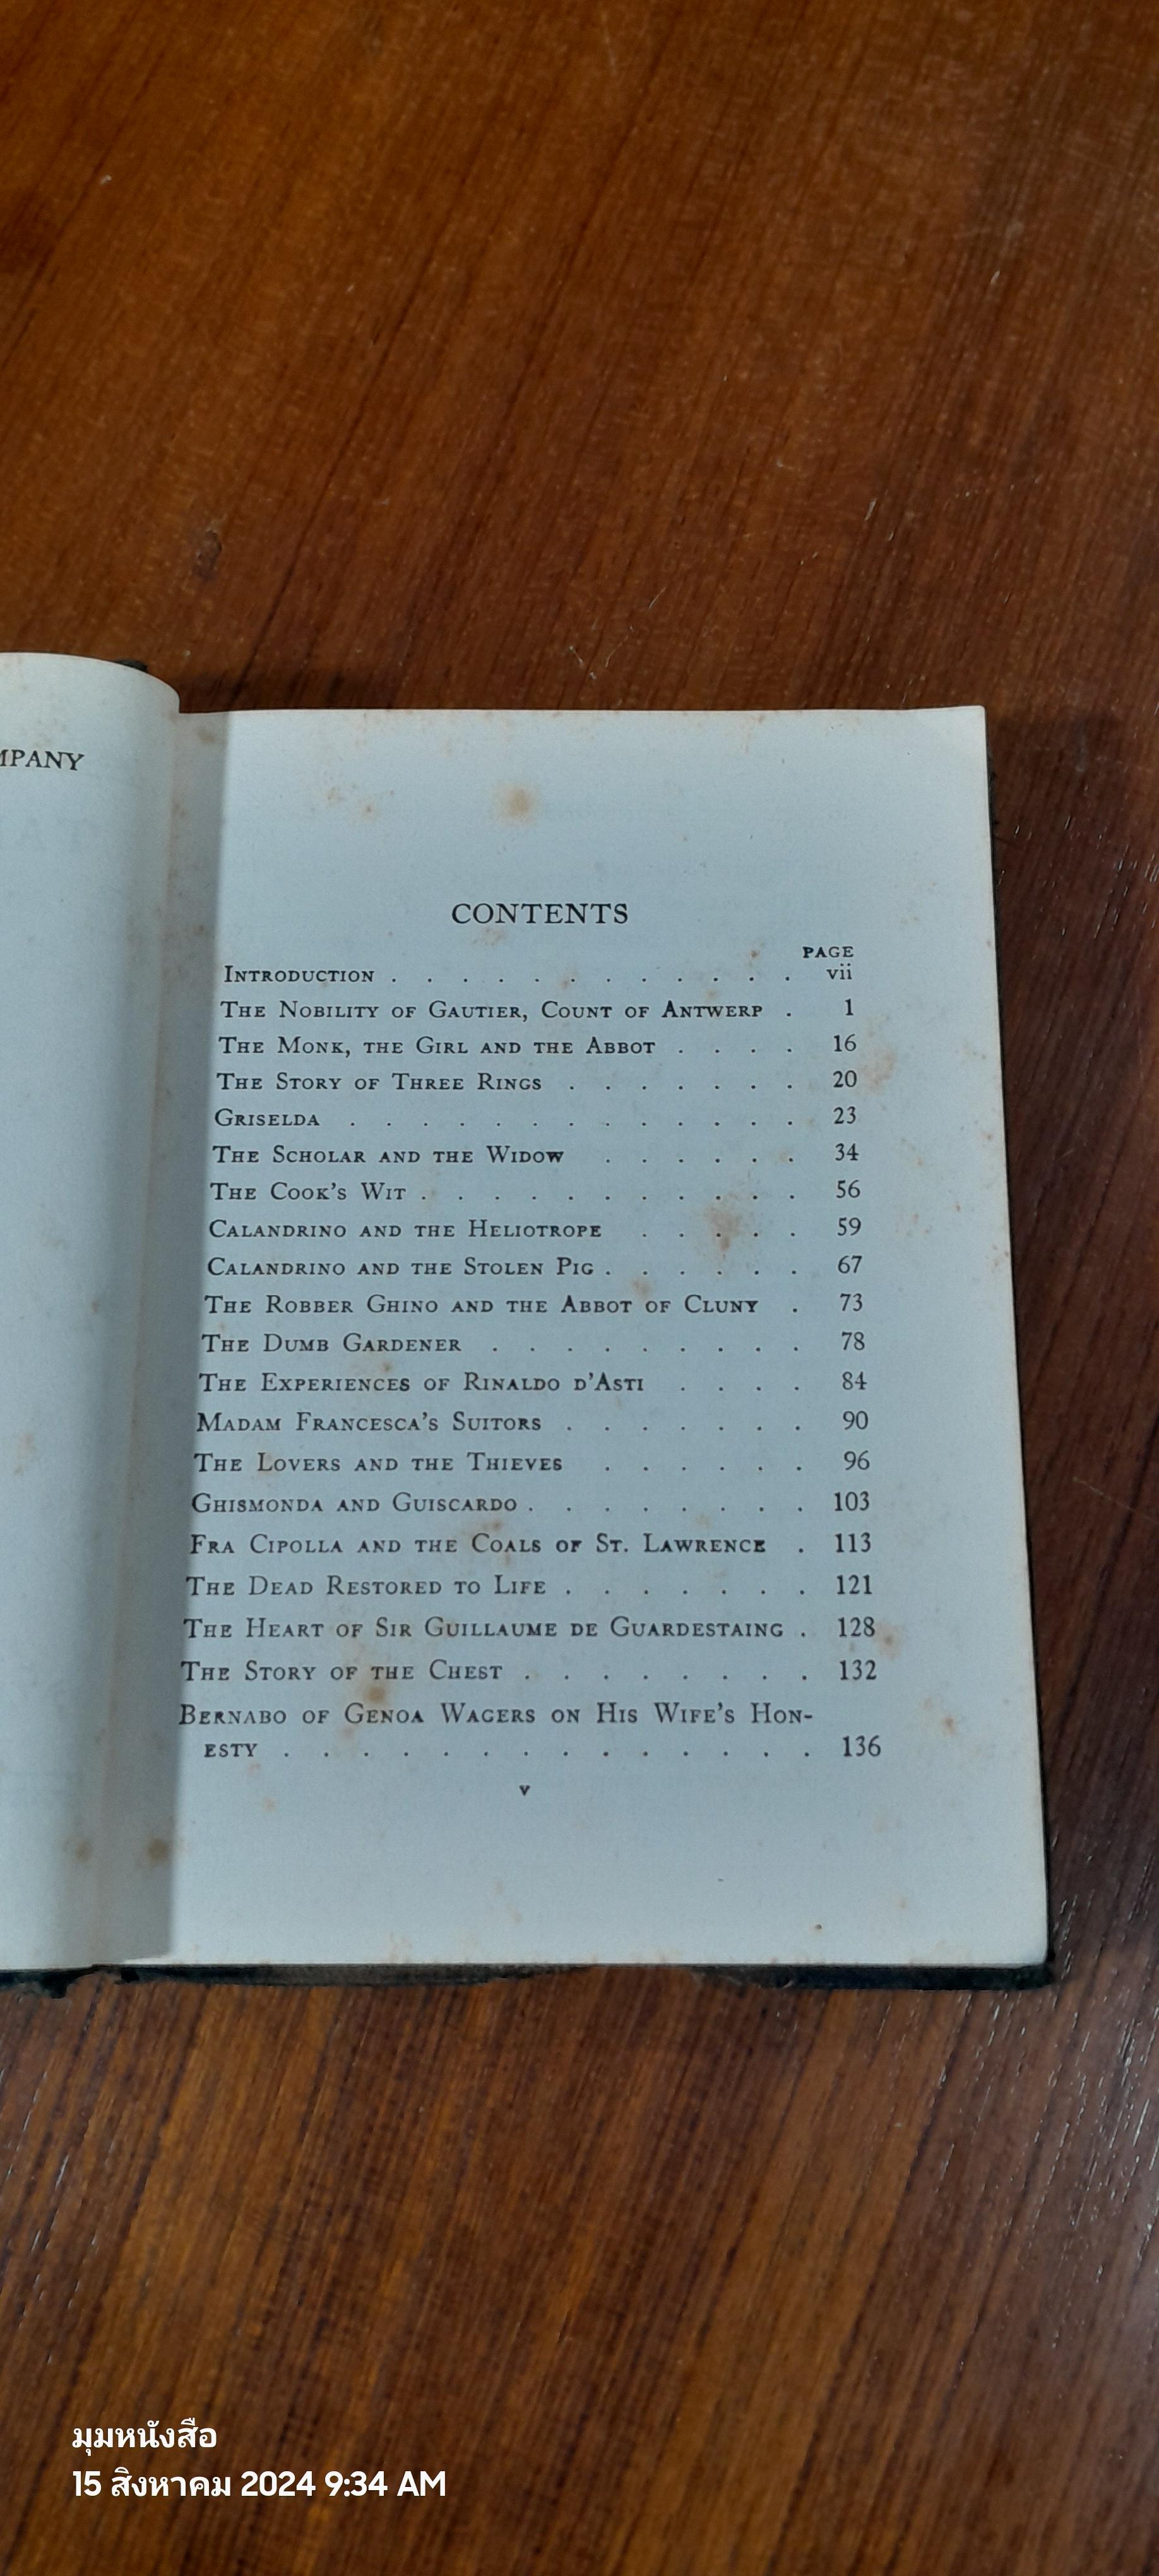 MPANY
CONTENTS
PAGE
Introduction . . . . . . . . . . . . vii
The Nobility of Gautier, Count of Antwerp . 1
The Monk, the Girl and the Abbot . . . . 16
The Story of Three Rings . . . . . . . 20
Griselda . . . . . . . . . . . . . 23
The Scholar and the Widow . . . . . . 34
The Cook's Wit . . . . . . . . . . . 56
Calandrino and the Heliotrope . . . . . 59
Calandrino and the Stolen Pig . . . . . . 67
The Robber Ghino and the Abbot of Cluny . 73
The Dumb Gardener . . . . . . . . . 78
The Experiences of Rinaldo d'Asti . . . . 84
Madam Francesca's Suitors . . . . . . . 90
The Lovers and the Thieves . . . . . . 96
Ghismonda and Guiscardo . . . . . . . . 103
Fra Cipolla and the Coals of St. Lawrence . 113
The Dead Restored to Life . . . . . . . 121
The Heart of Sir Guillaume de Guardestaing . 128
The Story of the Chest . . . . . . . . 132
Bernabo of Genoa Wagers on His Wife's Hon-
esty . . . . . . . . . . . . . . 136
v
มุมหนังสือ
15 สิงหาคม 2024 9:34 AM